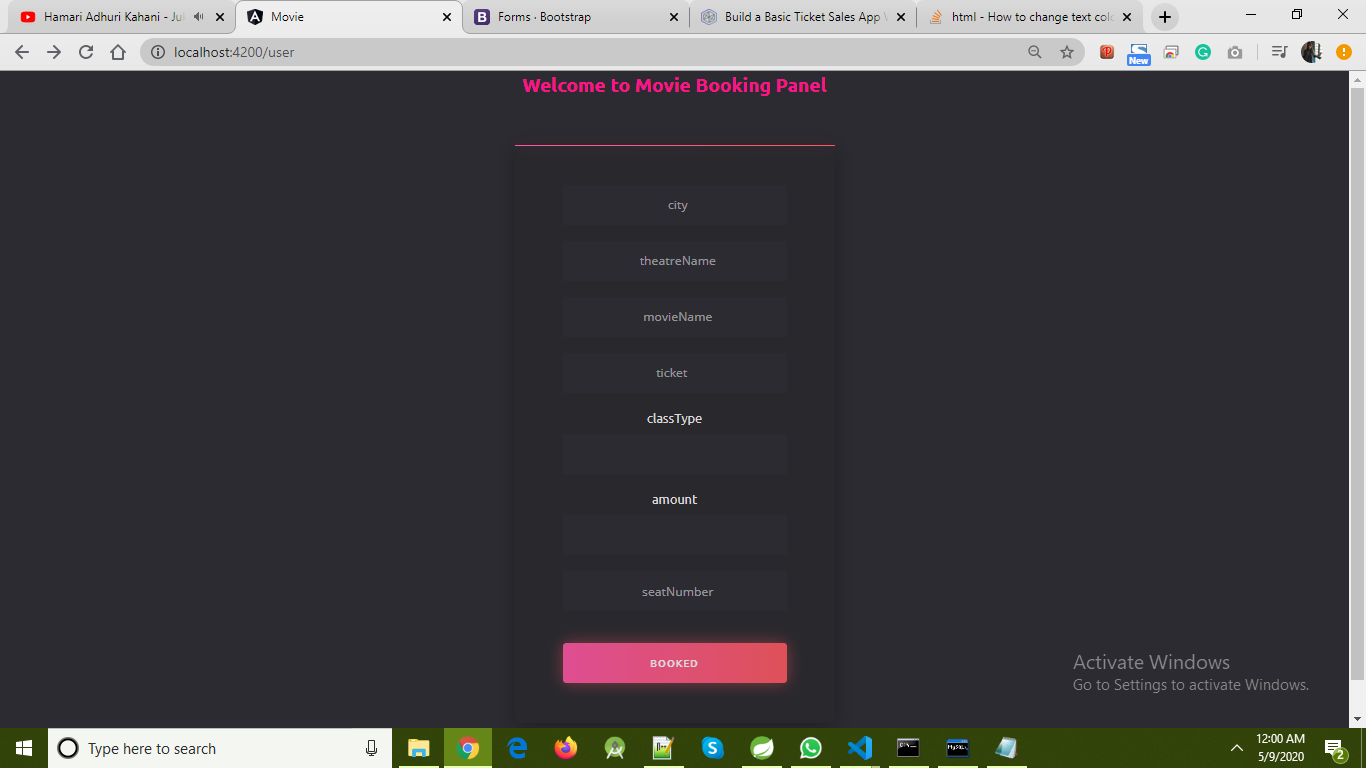 Hamari Adhuri Kahani - Ju
Movie
Forms · Bootstrap
Build a Basic Ticket Sales App
html - How to change text col
localhost:4200/user
New
Welcome to Movie Booking Panel
city
theatreName
movieName
ticket
classType
amount
seatNumber
BOOKED
Activate Windows
Go to Settings to activate Windows.
Type here to search
12:00 AM
5/9/2020
2